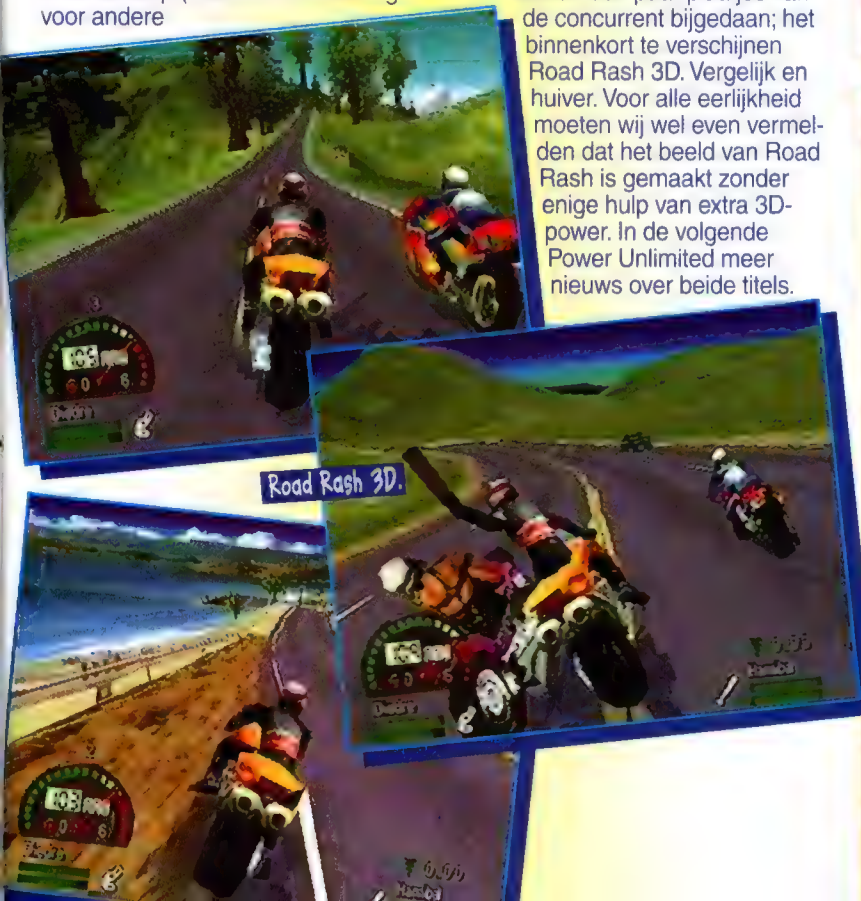 voor andere
de concurrent bijgedaan; het
binnenkort te verschijnen
Road Rash 3D. Vergelijk en
huiver. Voor alle eerlijkheid
moeten wij wel even vermel-
den dat het beeld van Road
Rash is gemaakt zonder
enige hulp van extra 3D-
power. In de volgende
Power Unlimited meer
nieuws over beide titels.
Road Rash 3D.
103